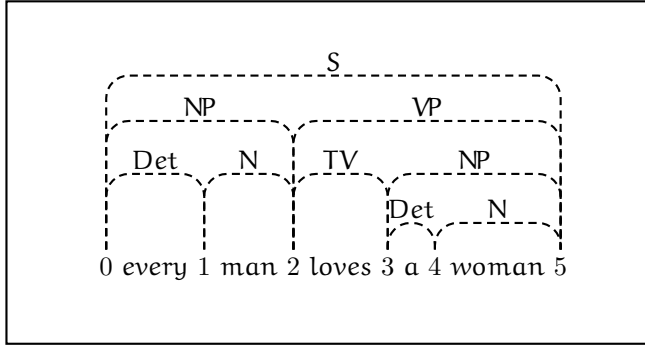 S
NP VP
Det N TV NP
Det N
0 every 1 man 2 loves 3 a 4 woman 5